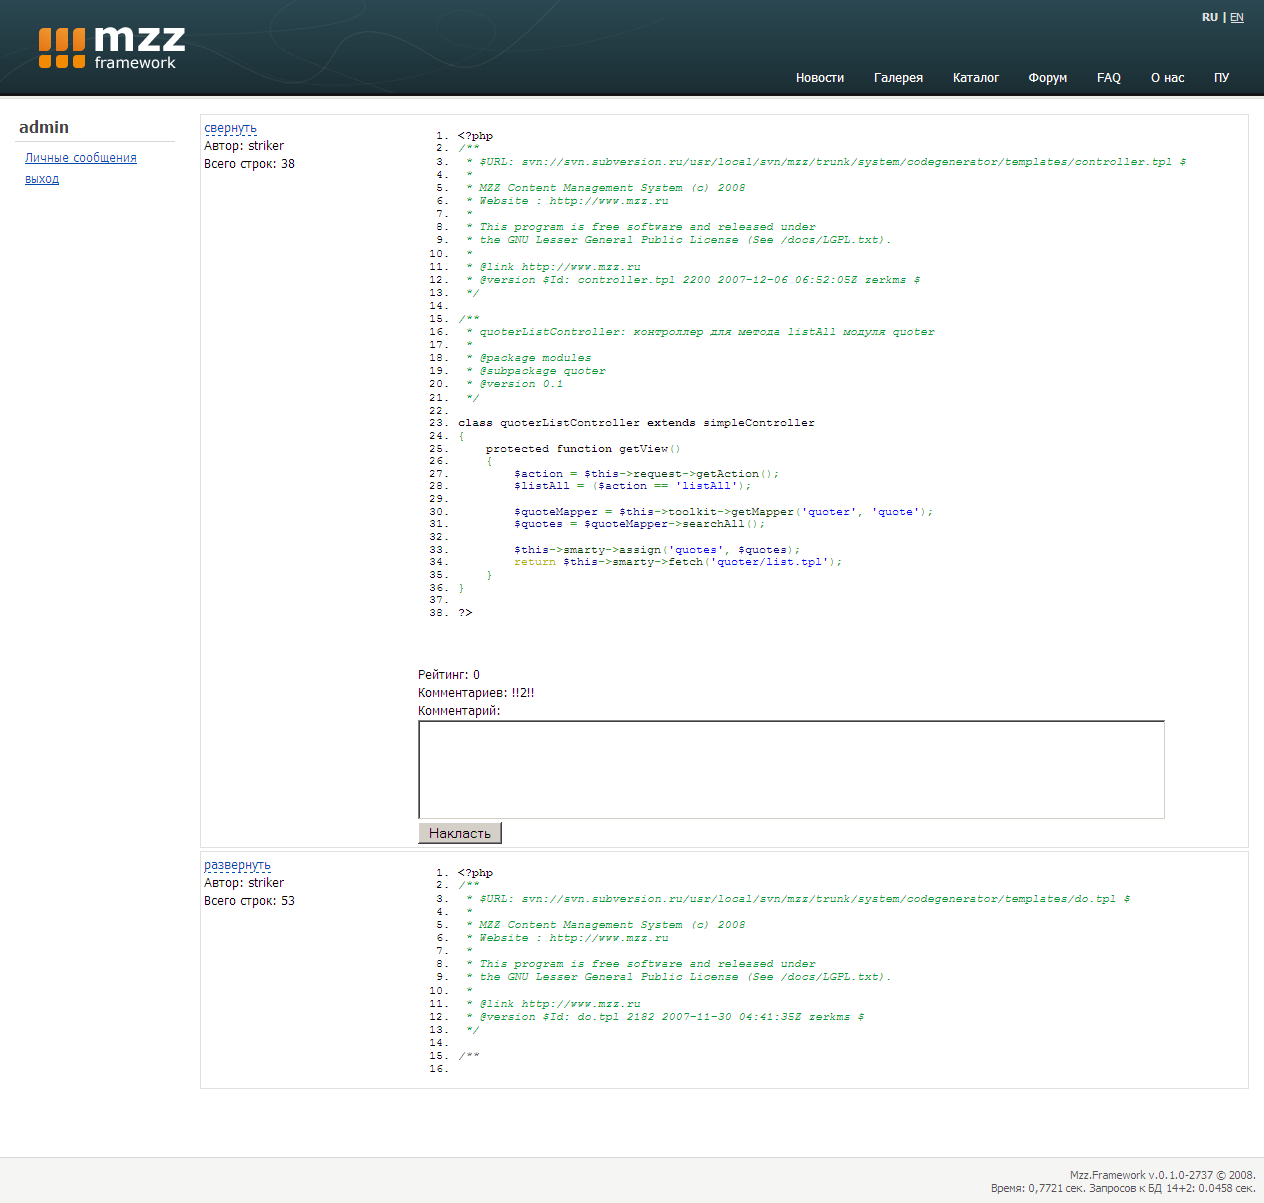 mzz
framework
RU | EN
Новости Галерея Каталог Форум FAQ О нас ПУ
admin
Личные сообщения
выход
свернуть
Автор: striker
Всего строк: 38
1. <?php
2. /**
3.  * $URL: svn://svn.subversion.ru/usr/local/svn/mzz/trunk/system/codegenerator/templates/controller.tpl $
4.  *
5.  * MZZ Content Management System (c) 2008
6.  * Website : http://www.mzz.ru
7.  *
8.  * This program is free software and released under
9.  * the GNU Lesser General Public License (See /docs/LGPL.txt).
10.  *
11.  * @link http://www.mzz.ru
12.  * @version $Id: controller.tpl 2200 2007-12-06 06:52:05Z zerkms $
13.  */
14.
15. /**
16.  * quoterListController: контроллер для метода listAll модуля quoter
17.  *
18.  * @package modules
19.  * @subpackage quoter
20.  * @version 0.1
21.  */
22.
23. class quoterListController extends simpleController
24. {
25.     protected function getView()
26.     {
27.         $action = $this->request->getAction();
28.         $listAll = ($action == 'listAll');
29.
30.         $quoteMapper = $this->toolkit->getMapper('quoter', 'quote');
31.         $quotes = $quoteMapper->searchAll();
32.
33.         $this->smarty->assign('quotes', $quotes);
34.         return $this->smarty->fetch('quoter/list.tpl');
35.     }
36. }
37.
38. ?>
Рейтинг: 0
Комментариев: !!2!!
Комментарий:
Накласть
развернуть
Автор: striker
Всего строк: 53
1. <?php
2. /**
3.  * $URL: svn://svn.subversion.ru/usr/local/svn/mzz/trunk/system/codegenerator/templates/do.tpl $
4.  *
5.  * MZZ Content Management System (c) 2008
6.  * Website : http://www.mzz.ru
7.  *
8.  * This program is free software and released under
9.  * the GNU Lesser General Public License (See /docs/LGPL.txt).
10.  *
11.  * @link http://www.mzz.ru
12.  * @version $Id: do.tpl 2182 2007-11-30 04:41:35Z zerkms $
13.  */
14.
15. /**
16.
Mzz.Framework v.0.1.0-2737 © 2008.
Время: 0,7721 сек. Запросов к БД 14+2: 0.0458 сек.